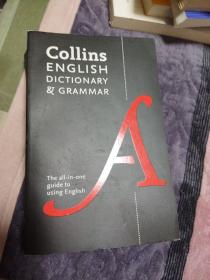 Collins
ENGLISH
DICTIONARY
& GRAMMAR
A
The all-in-one
guide to
using English